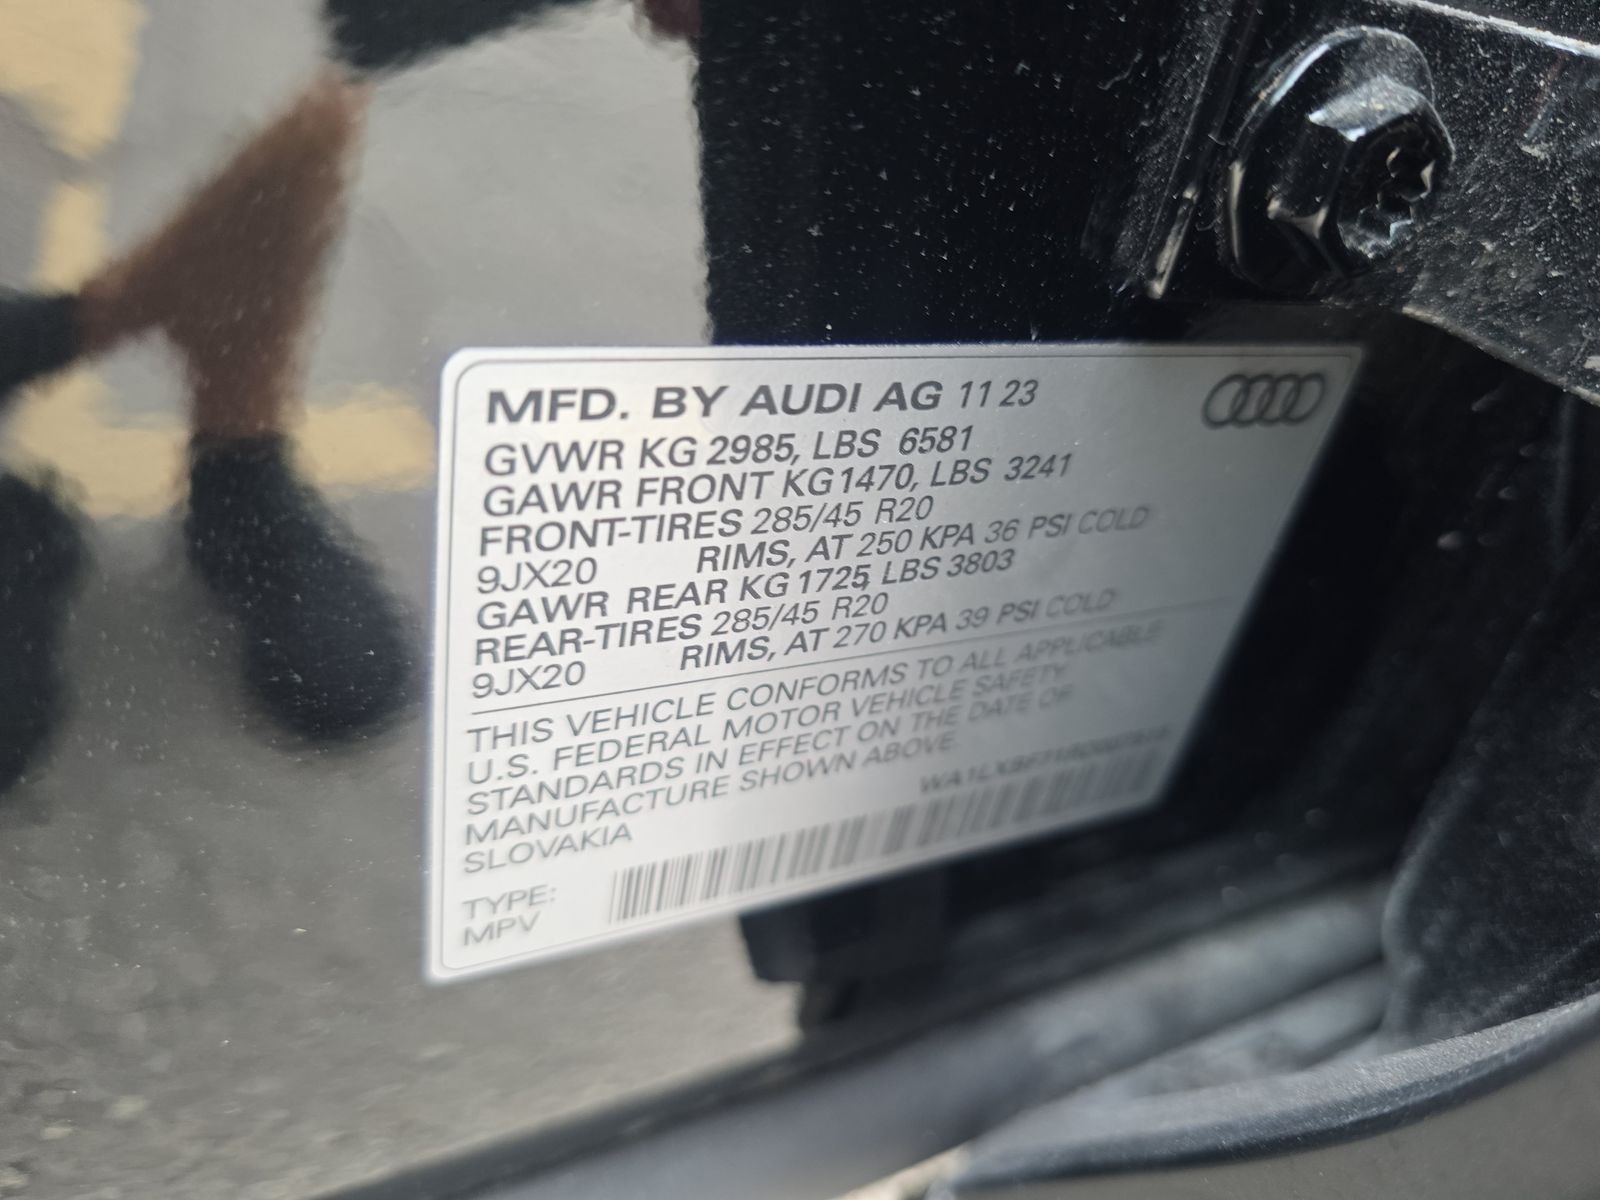 MFD. BY AUDI AG 11 23
GVWR KG 2985, LBS 6581
GAWR FRONT KG 1470, LBS 3241
FRONT-TIRES 285/45 R20
9JX20 RIMS, AT 250 KPA 36 PSI COLD
GAWR REAR KG 1725, LBS 3803
REAR-TIRES 285/45 R20
9JX20 RIMS, AT 270 KPA 39 PSI COLD
THIS VEHICLE CONFORMS TO ALL APPLICABLE
U.S. FEDERAL MOTOR VEHICLE SAFETY
STANDARDS IN EFFECT ON THE DATE OF
MANUFACTURE SHOWN ABOVE.
SLOVAKIA
TYPE:
MPV